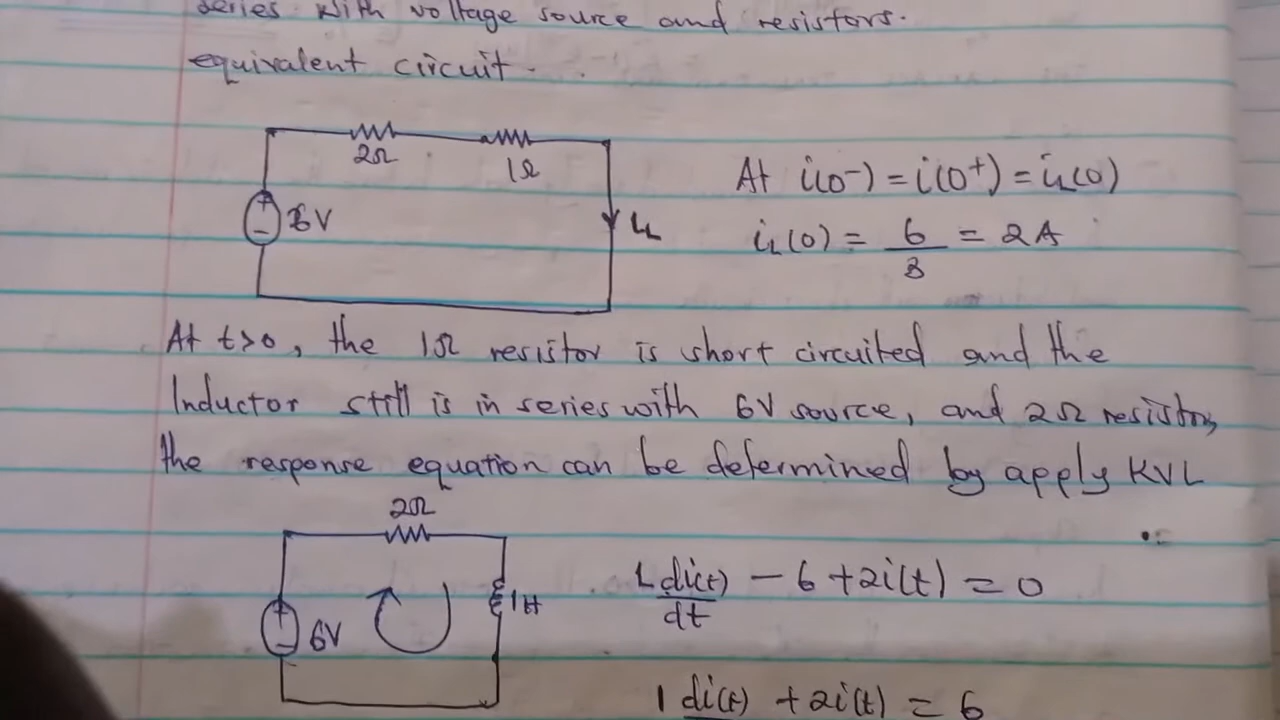 series with voltage source and resistors.
equivalent circuit.
2Ω
1Ω
6V
iL
At i(0-) = i(0+) = iL(0)
iL(0) = 6/3 = 2A
At t>0, the 1Ω resistor is short circuited and the
Inductor still is in series with 6V source, and 2Ω resistor,
the response equation can be determined by apply KVL
2Ω
1H
6V
L di(t)/dt - 6 + 2i(t) = 0
1 di(t) + 2i(t) = 6